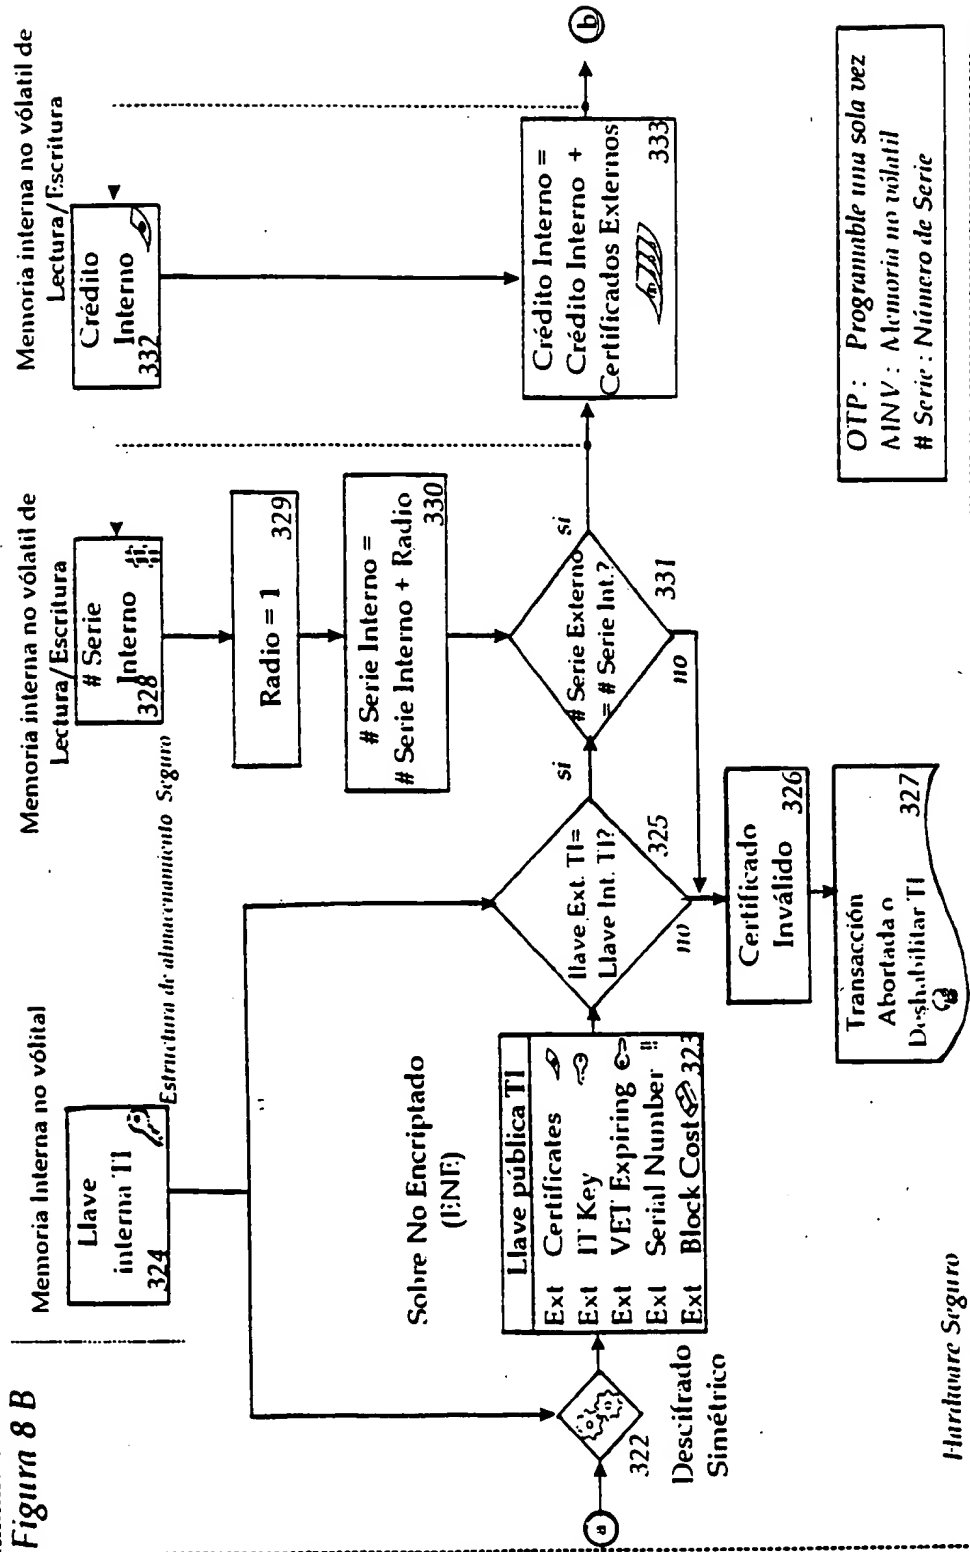 Figura 8 B
Memoria Interna no vólital
Llave
interna TI
324
Estructura de almacenamiento Seguro
Memoria interna no vólatil de
Lectura/Escritura
# Serie
Interno
328
Radio = 1
329
# Serie Interno =
# Serie Interno + Radio
330
Memoria interna no vólatil de
Lectura/Escritura
Crédito
Interno
332
Sobre No Encriptado
(ENE)
a
322
Descifrado
Simétrico
Llave pública TI
Ext Certificates
Ext IT Key
Ext VET Expiring
Ext Serial Number
Ext Block Cost 323
llave Ext. TI=
Llave Int. TI?
325
si
no
# Serie Externo
= # Serie Int.?
331
si
no
Crédito Interno =
Crédito Interno +
Certificados Externos
333
b
Certificado
Inválido
326
Transacción
Abortada o
Deshabilitar TI
327
OTP : Programable una sola vez
MNV : Memoria no vólatil
# Serie : Número de Serie
Hardware Seguro